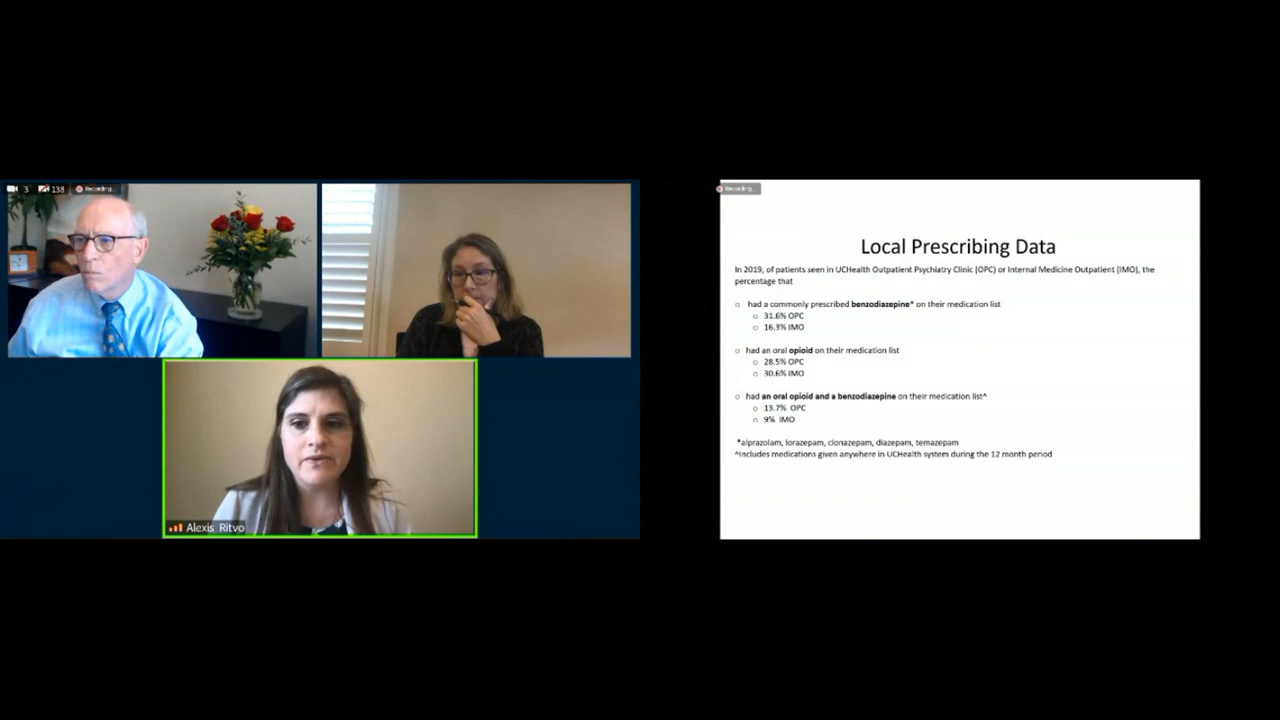 3 138 Recording...
Alexis Ritvo
Recording...
Local Prescribing Data
In 2019, of patients seen in UCHealth Outpatient Psychiatry Clinic (OPC) or Internal Medicine Outpatient (IMO), the
percentage that
o had a commonly prescribed benzodiazepine* on their medication list
o 31.6% OPC
o 16.3% IMO
o had an oral opioid on their medication list
o 28.5% OPC
o 30.6% IMO
o had an oral opioid and a benzodiazepine on their medication list^
o 13.7% OPC
o 9% IMO
*alprazolam, lorazepam, clonazepam, diazepam, temazepam
^Includes medications given anywhere in UCHealth system during the 12 month period